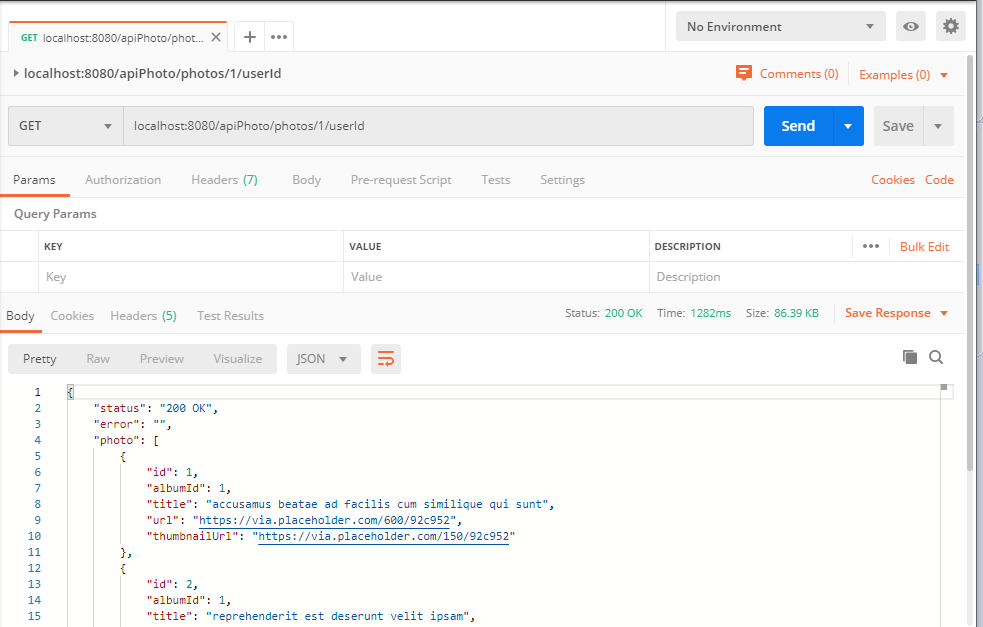 GET localhost:8080/apiPhoto/phot...
No Environment
localhost:8080/apiPhoto/photos/1/userId
Comments (0)
Examples (0)
GET
localhost:8080/apiPhoto/photos/1/userId
Send
Save
Params Authorization Headers (7) Body Pre-request Script Tests Settings Cookies Code
Query Params
KEY VALUE DESCRIPTION ••• Bulk Edit
Key Value Description
Body Cookies Headers (5) Test Results Status: 200 OK Time: 1282ms Size: 86.39 KB Save Response
Pretty Raw Preview Visualize JSON
1 {
2 "status": "200 OK",
3 "error": "",
4 "photo": [
5 {
6 "id": 1,
7 "albumId": 1,
8 "title": "accusamus beatae ad facilis cum similique qui sunt",
9 "url": "https://via.placeholder.com/600/92c952",
10 "thumbnailUrl": "https://via.placeholder.com/150/92c952"
11 },
12 {
13 "id": 2,
14 "albumId": 1,
15 "title": "reprehenderit est deserunt velit ipsam",